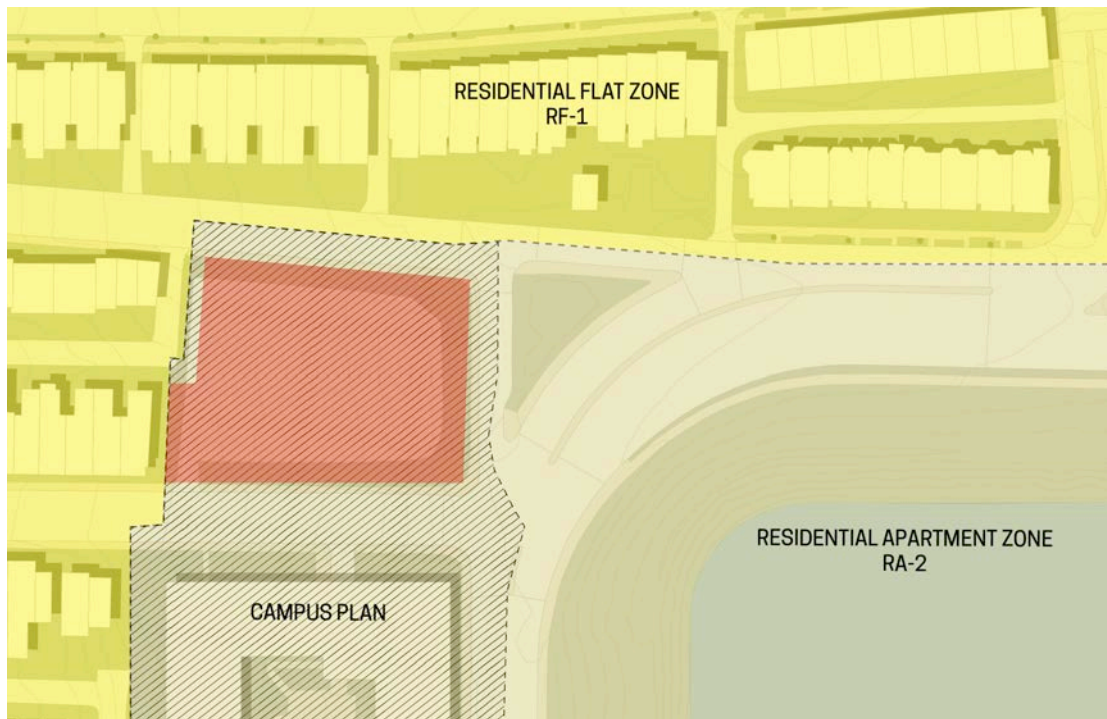 RESIDENTIAL FLAT ZONE
RF-1
RESIDENTIAL APARTMENT ZONE
RA-2
CAMPUS PLAN